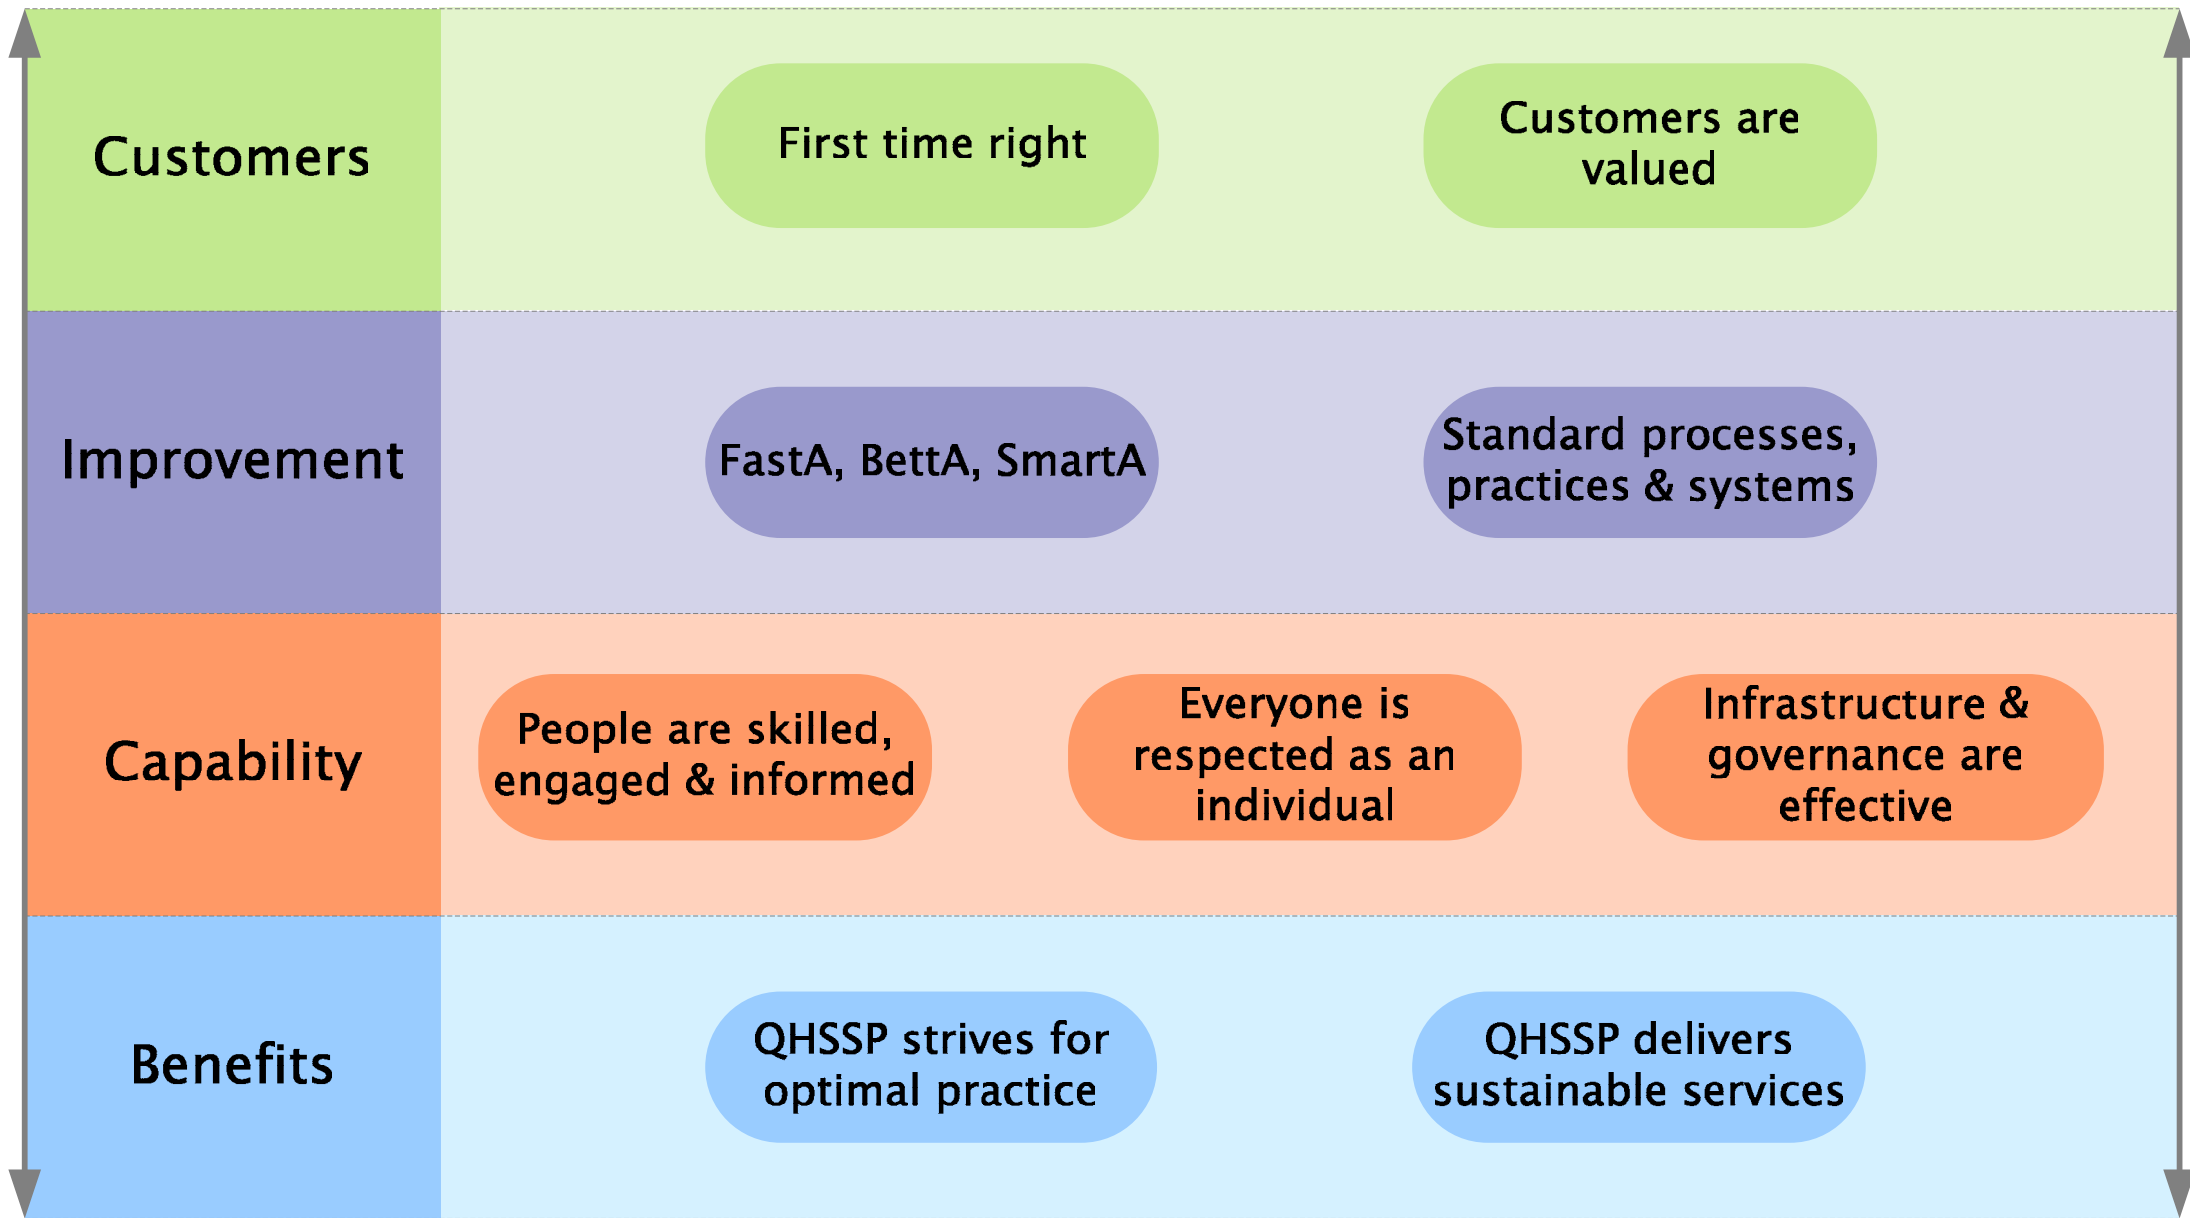 Customers
First time right
Customers are
valued
Improvement
FastA, BettA, SmartA
Standard processes,
practices & systems
Capability
People are skilled,
engaged & informed
Everyone is
respected as an
individual
Infrastructure &
governance are
effective
Benefits
QHSSP strives for
optimal practice
QHSSP delivers
sustainable services